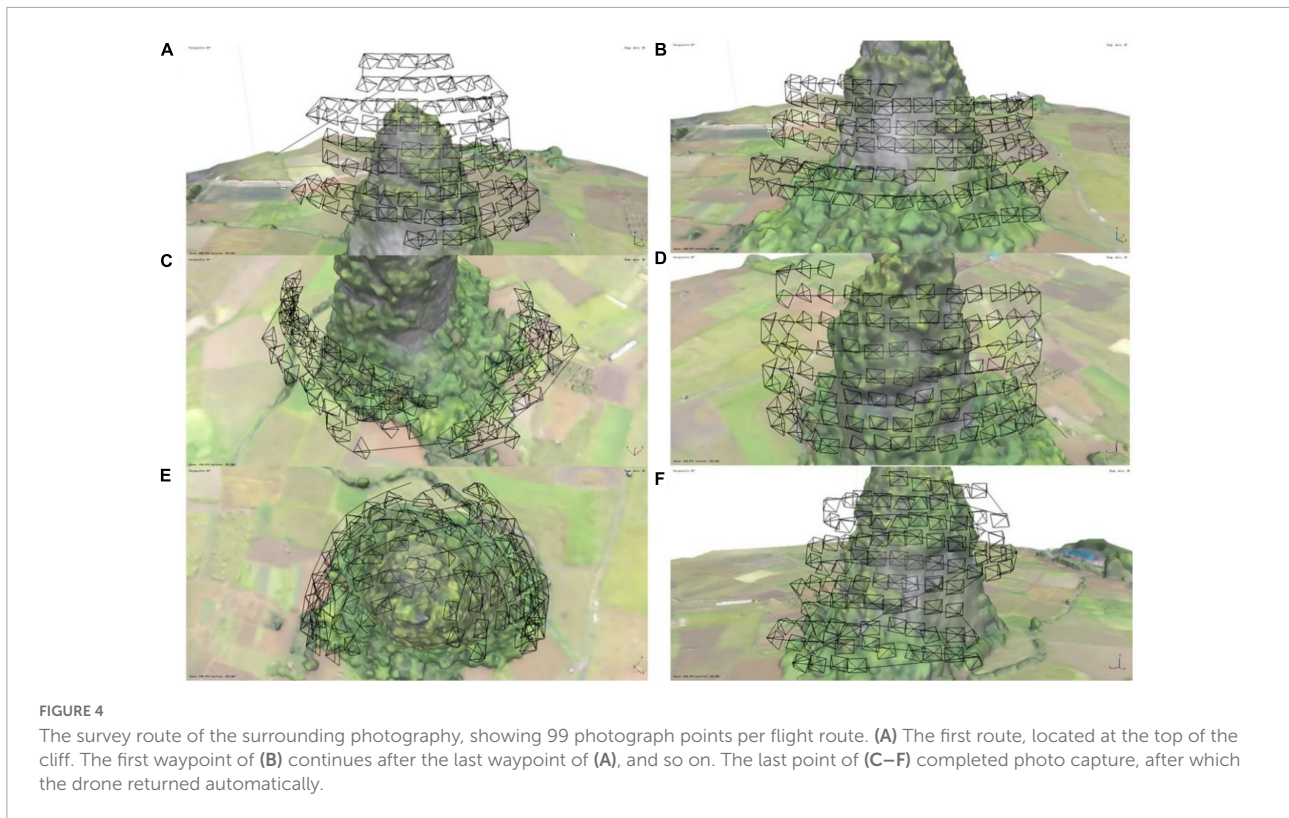 A
B
C
D
E
F
FIGURE 4
The survey route of the surrounding photography, showing 99 photograph points per flight route. (A) The first route, located at the top of the
cliff. The first waypoint of (B) continues after the last waypoint of (A), and so on. The last point of (C–F) completed photo capture, after which
the drone returned automatically.